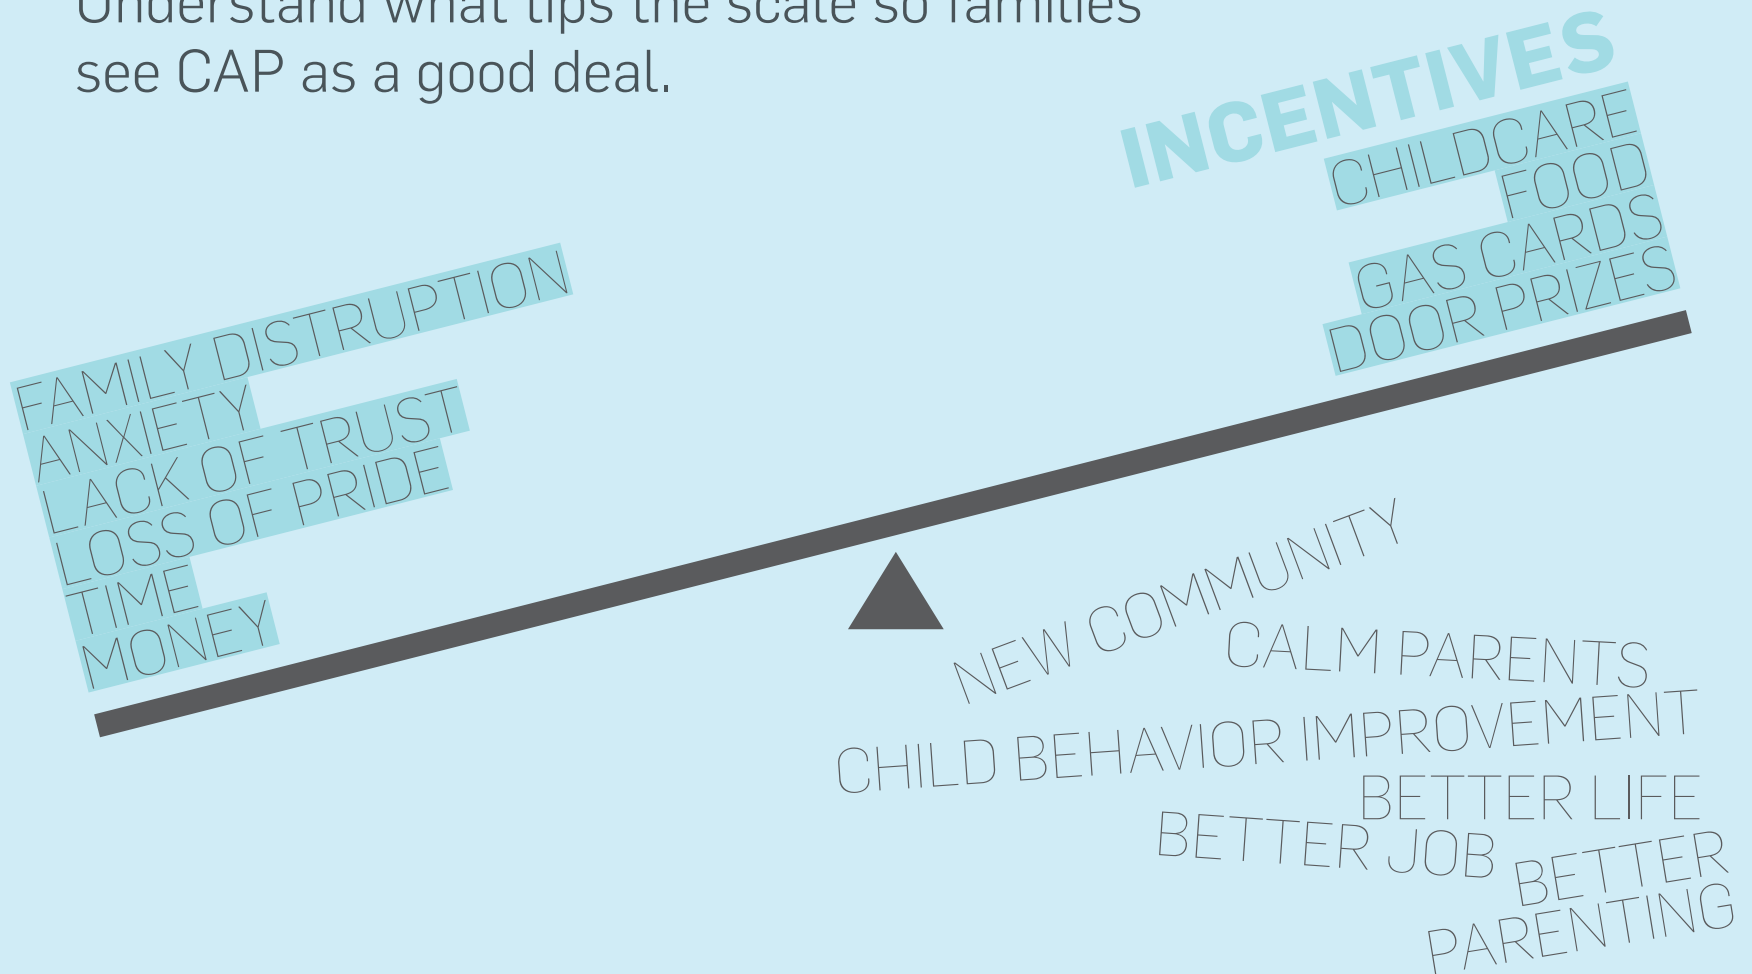 Understand what tips the scale so families
see CAP as a good deal.
INCENTIVES
CHILDCARE
FOOD
GAS CARDS
DOOR PRIZES
FAMILY DISTRUPTION
ANXIETY
LACK OF TRUST
LOSS OF PRIDE
TIME
MONEY
NEW COMMUNITY
CALM PARENTS
CHILD BEHAVIOR IMPROVEMENT
BETTER LIFE
BETTER JOB
BETTER
PARENTING